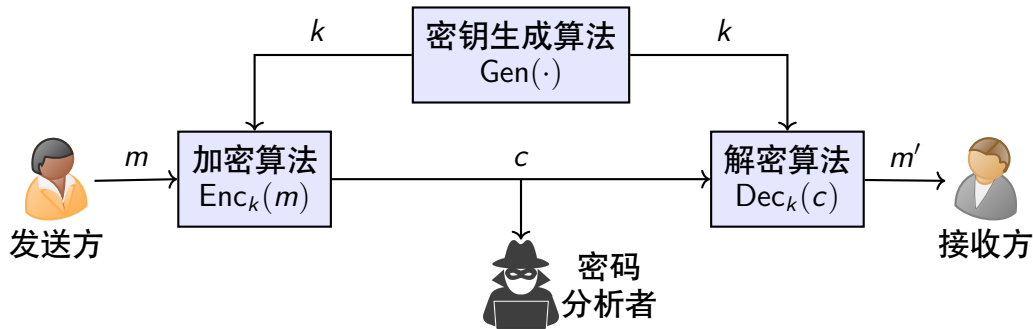 k
密钥生成算法
Gen(·)
k
m
加密算法
Enc_k(m)
c
解密算法
Dec_k(c)
m′
发送方
密码
分析者
接收方